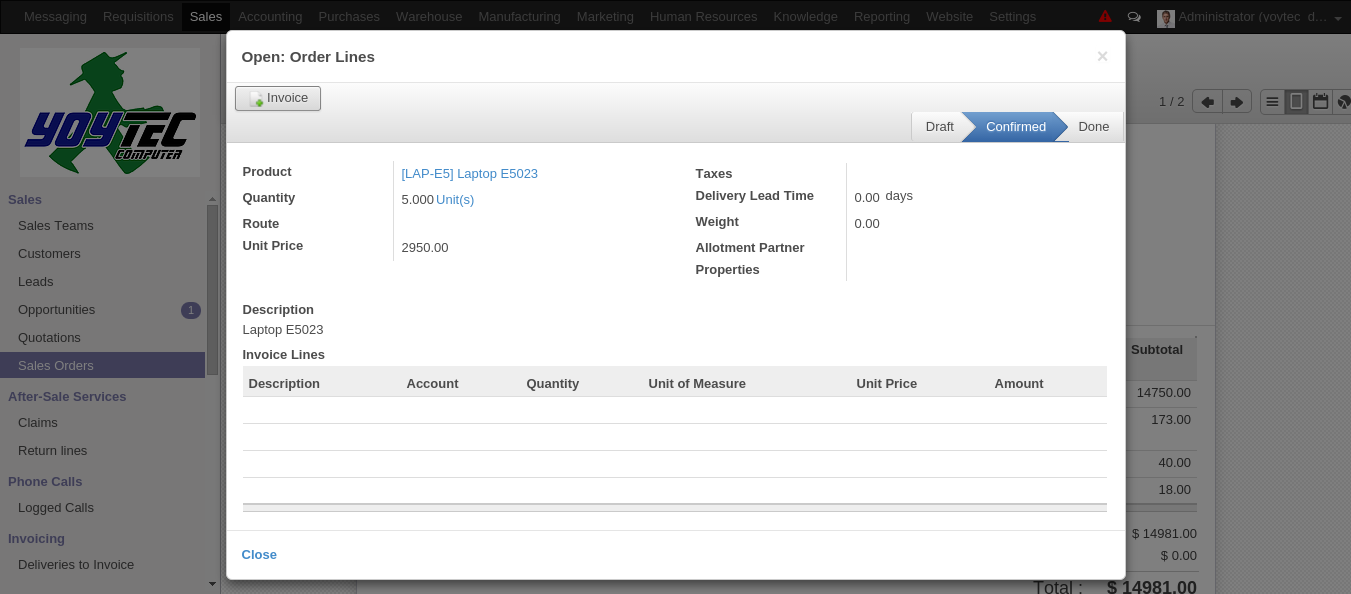 Messaging Requisitions Sales Accounting Purchases Warehouse Manufacturing Marketing Human Resources Knowledge Reporting Website Settings Administrator (yoytec_d...
YOYTEC
COMPUTER
Open: Order Lines ×
Invoice
1 / 2
Draft Confirmed Done
Product [LAP-E5] Laptop E5023
Quantity 5.000 Unit(s)
Route
Unit Price 2950.00
Taxes
Delivery Lead Time 0.00 days
Weight 0.00
Allotment Partner
Properties
Description
Laptop E5023
Invoice Lines
Description Account Quantity Unit of Measure Unit Price Amount
Close
Sales
Sales Teams
Customers
Leads
Opportunities 1
Quotations
Sales Orders
After-Sale Services
Claims
Return lines
Phone Calls
Logged Calls
Invoicing
Deliveries to Invoice
Subtotal
14750.00
173.00
40.00
18.00
$ 14981.00
$ 0.00
Total : $ 14981.00